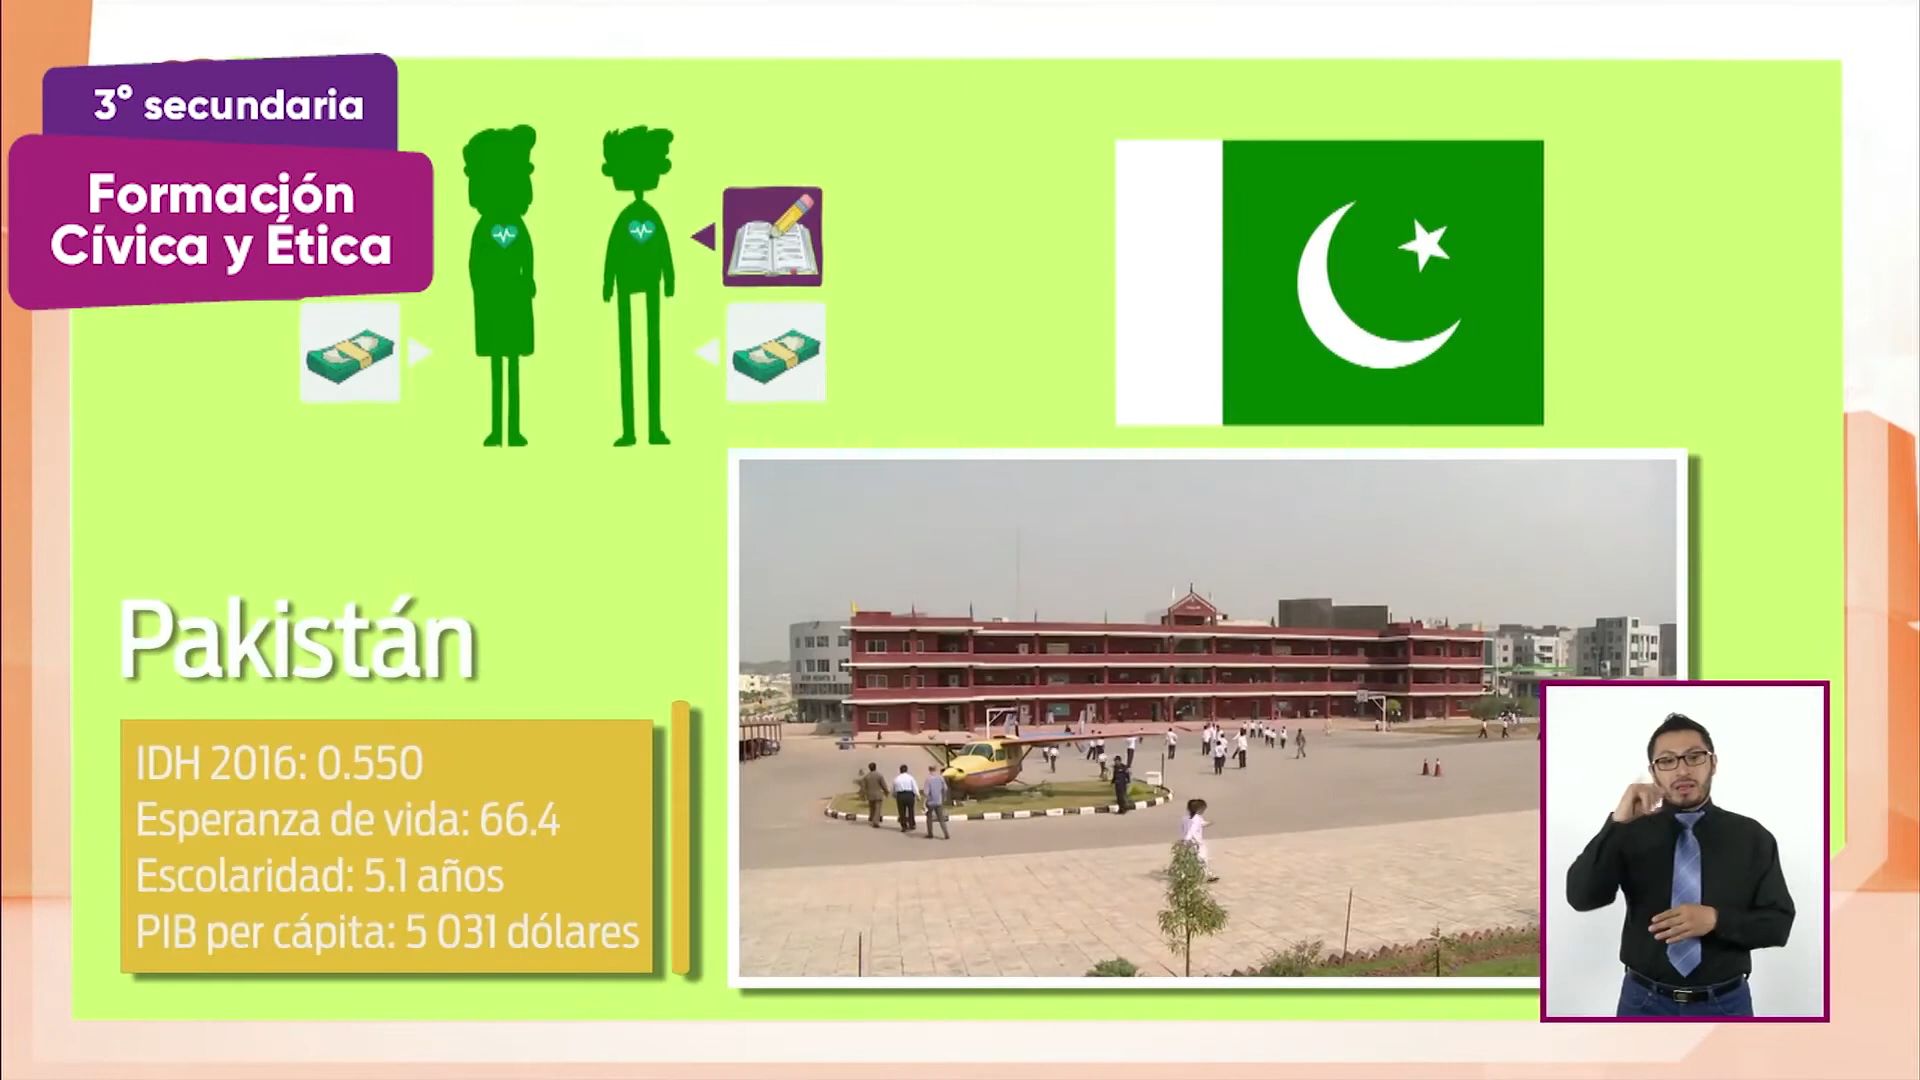 3° secundaria
Formación
Cívica y Ética
Pakistán
IDH 2016: 0.550
Esperanza de vida: 66.4
Escolaridad: 5.1 años
PIB per cápita: 5 031 dólares